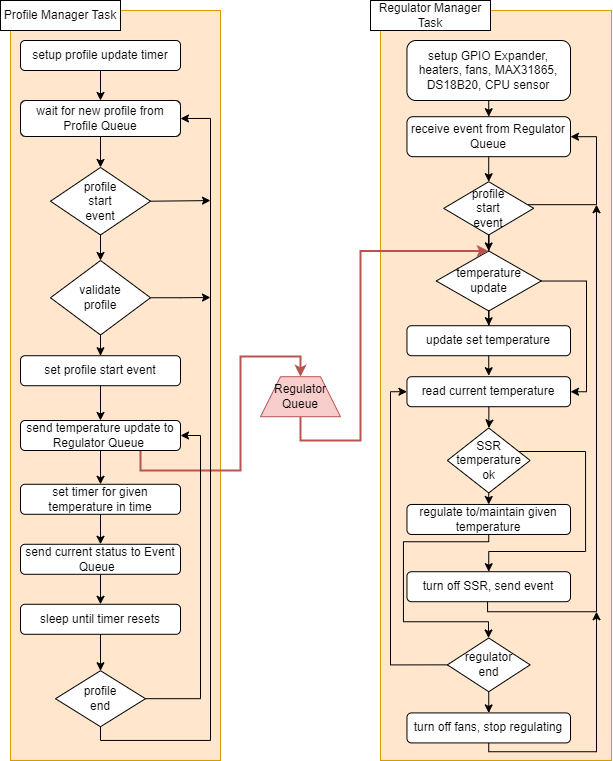 Profile Manager Task
setup profile update timer
wait for new profile from
Profile Queue
profile
start
event
validate
profile
set profile start event
send temperature update to
Regulator Queue
set timer for given
temperature in time
send current status to Event
Queue
sleep until timer resets
profile
end
Regulator
Queue
Regulator Manager
Task
setup GPIO Expander,
heaters, fans, MAX31865,
DS18B20, CPU sensor
receive event from Regulator
Queue
profile
start
event
temperature
update
update set temperature
read current temperature
SSR
temperature
ok
regulate to/maintain given
temperature
turn off SSR, send event
regulator
end
turn off fans, stop regulating